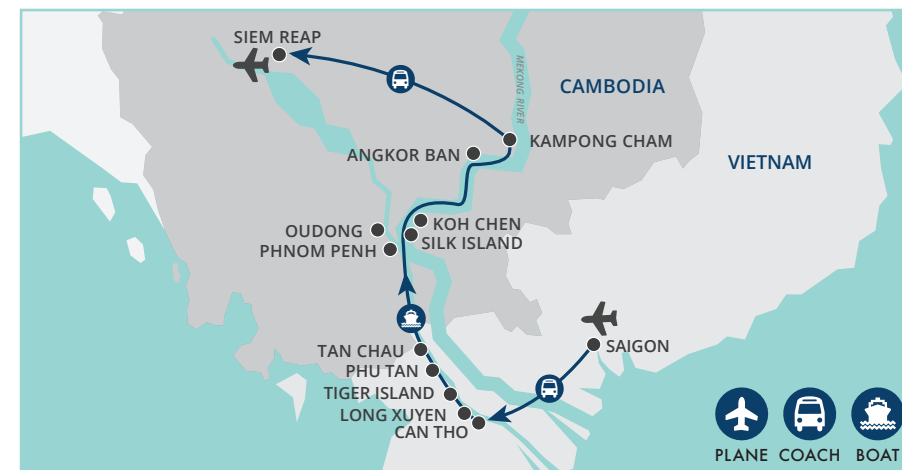 SIEM REAP
MEKONG RIVER
CAMBODIA
KAMPONG CHAM
ANGKOR BAN
VIETNAM
KOH CHEN
OUDONG
SILK ISLAND
PHNOM PENH
SAIGON
TAN CHAU
PHU TAN
TIGER ISLAND
LONG XUYEN
CAN THO
PLANE COACH BOAT